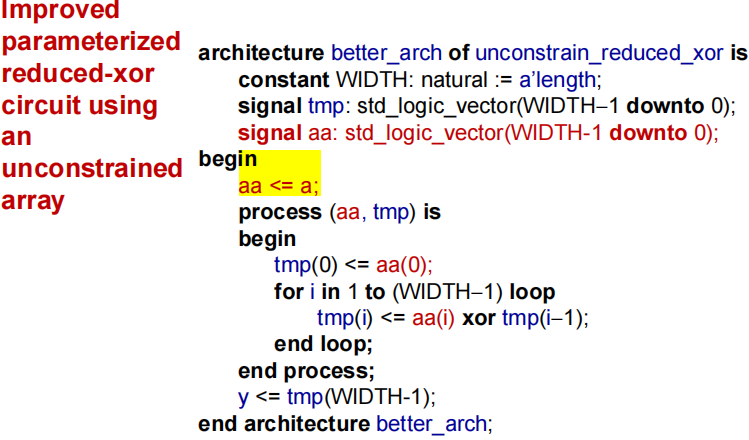 Improved
parameterized
reduced-xor
circuit using
an
unconstrained
array
architecture better_arch of unconstrain_reduced_xor is
constant WIDTH: natural := a’length;
signal tmp: std_logic_vector(WIDTH−1 downto 0);
signal aa: std_logic_vector(WIDTH-1 downto 0);
begin
aa <= a;
process (aa, tmp) is
begin
tmp(0) <= aa(0);
for i in 1 to (WIDTH−1) loop
tmp(i) <= aa(i) xor tmp(i−1);
end loop;
end process;
y <= tmp(WIDTH-1);
end architecture better_arch;